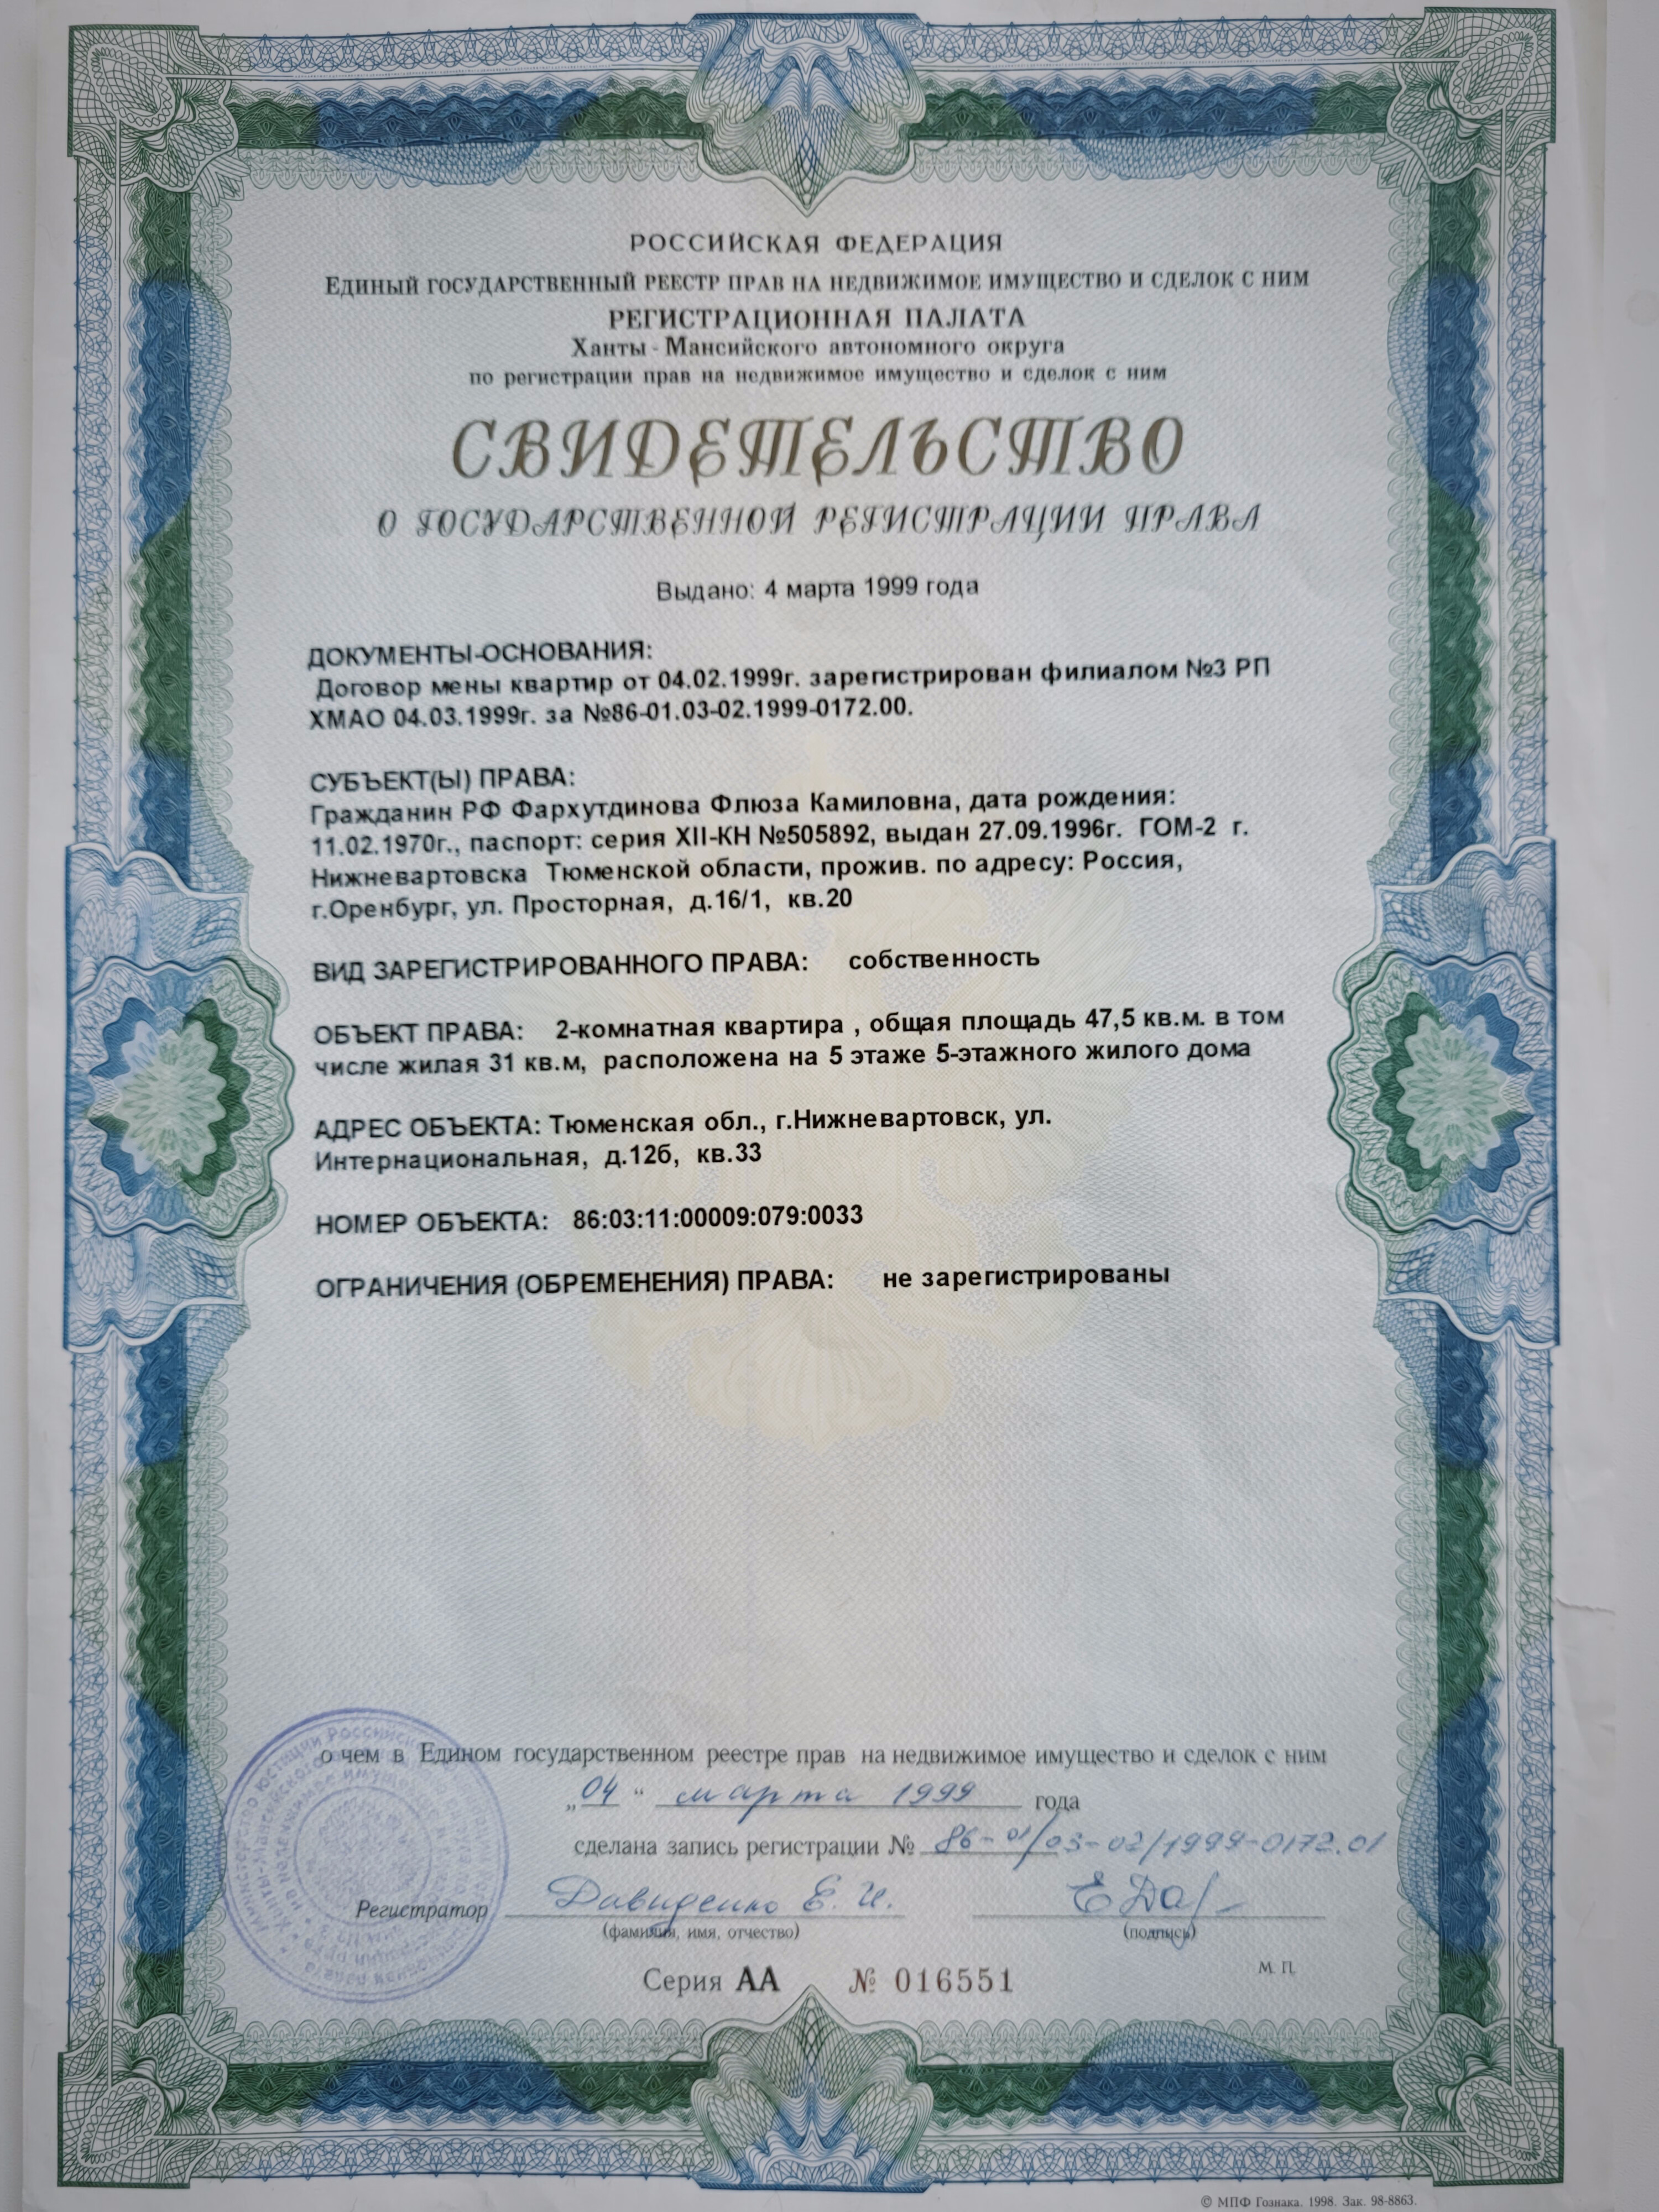 РОССИЙСКАЯ ФЕДЕРАЦИЯ
ЕДИНЫЙ ГОСУДАРСТВЕННЫЙ РЕЕСТР ПРАВ НА НЕДВИЖИМОЕ ИМУЩЕСТВО И СДЕЛОК С НИМ
РЕГИСТРАЦИОННАЯ ПАЛАТА
Ханты - Мансийского автономного округа
по регистрации прав на недвижимое имущество и сделок с ним
СВИДЕТЕЛЬСТВО
О ГОСУДАРСТВЕННОЙ РЕГИСТРАЦИИ ПРАВА
Выдано: 4 марта 1999 года
ДОКУМЕНТЫ-ОСНОВАНИЯ:
Договор мены квартир от 04.02.1999г. зарегистрирован филиалом №3 РП
ХМАО 04.03.1999г. за №86-01.03-02.1999-0172.00.
СУБЪЕКТ(Ы) ПРАВА:
Гражданин РФ Фархутдинова Флюза Камиловна, дата рождения:
11.02.1970г., паспорт: серия XII-КН №505892, выдан 27.09.1996г. ГОМ-2 г.
Нижневартовска Тюменской области, прожив. по адресу: Россия,
г.Оренбург, ул. Просторная, д.16/1, кв.20
ВИД ЗАРЕГИСТРИРОВАННОГО ПРАВА: собственность
ОБЪЕКТ ПРАВА: 2-комнатная квартира , общая площадь 47,5 кв.м. в том
числе жилая 31 кв.м, расположена на 5 этаже 5-этажного жилого дома
АДРЕС ОБЪЕКТА: Тюменская обл., г.Нижневартовск, ул.
Интернациональная, д.12б, кв.33
НОМЕР ОБЪЕКТА: 86:03:11:00009:079:0033
ОГРАНИЧЕНИЯ (ОБРЕМЕНЕНИЯ) ПРАВА: не зарегистрированы
о чем в Едином государственном реестре прав на недвижимое имущество и сделок с ним
„04“ марта 1999 года
сделана запись регистрации № 86-01/03-02/1999-0172.01
Регистратор Давиденко Е. И.
(фамилия, имя, отчество) (подпись)
М. П.
Серия АА № 016551
© МПФ Гознака. 1998. Зак. 98-8863.